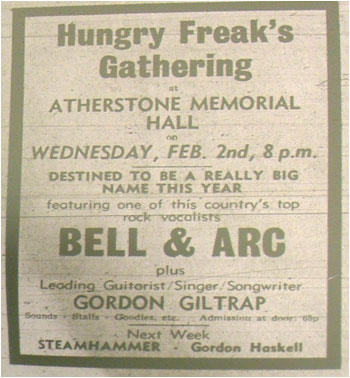 Hungry Freak's
Gathering
at
ATHERSTONE MEMORIAL
HALL
on
WEDNESDAY, FEB. 2nd, 8 p.m.
DESTINED TO BE A REALLY BIG
NAME THIS YEAR
featuring one of this country's top
rock vocalists
BELL & ARC
plus
Leading Guitarist/Singer/Songwriter
GORDON GILTRAP
Sounds - Stalls - Goodies, etc. Admission at door: 65p
Next Week
STEAMHAMMER - Gordon Haskell